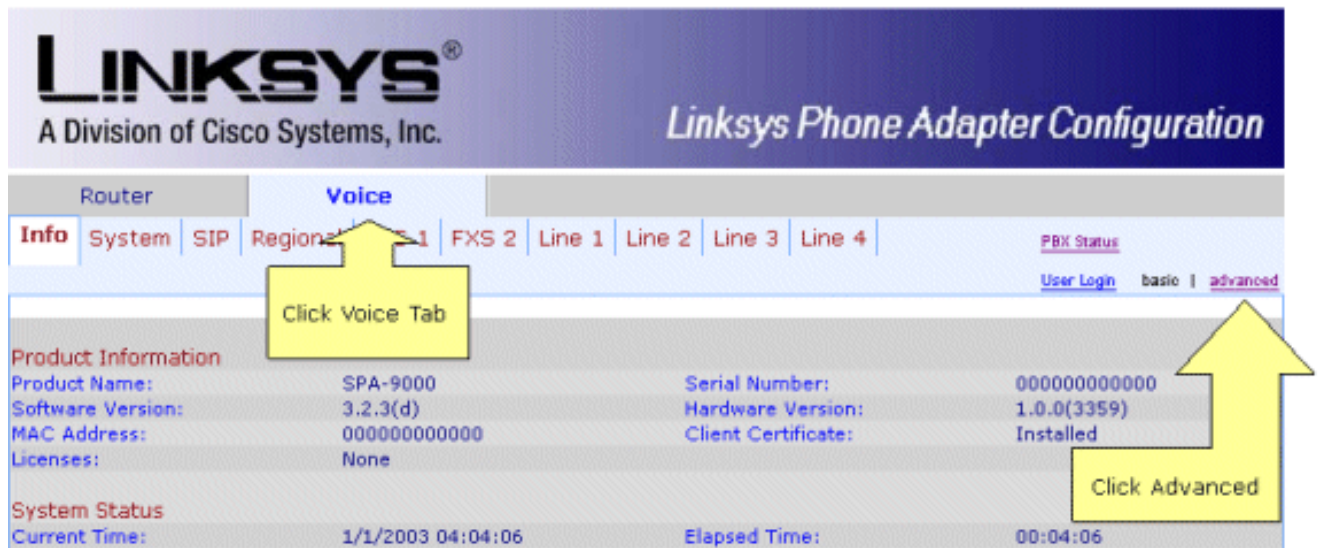 LINKSYS®
A Division of Cisco Systems, Inc.
Linksys Phone Adapter Configuration
Router Voice
Info System SIP Regional 1 FXS 2 Line 1 Line 2 Line 3 Line 4 PBX Status
User Login basic | advanced
Click Voice Tab
Product Information
Product Name: SPA-9000 Serial Number: 000000000000
Software Version: 3.2.3(d) Hardware Version: 1.0.0(3359)
MAC Address: 000000000000 Client Certificate: Installed
Licenses: None
Click Advanced
System Status
Current Time: 1/1/2003 04:04:06 Elapsed Time: 00:04:06